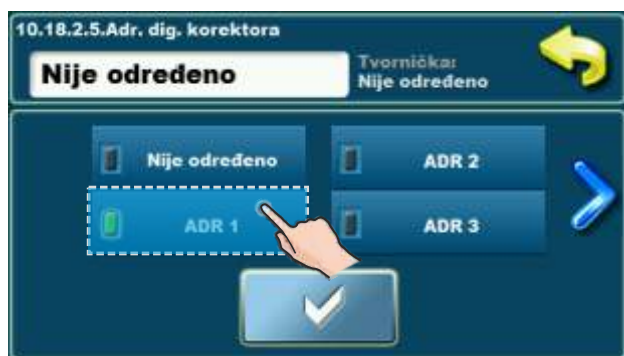 10.18.2.5.Adr. dig. korektora
Nije određeno
Tvornička:
Nije određeno
Nije određeno
ADR 2
ADR 1
ADR 3